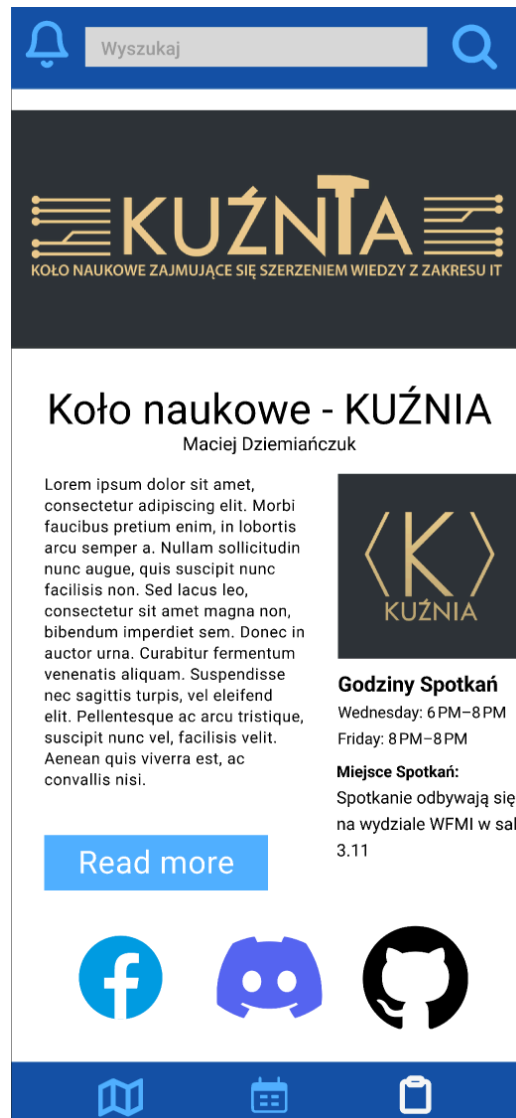 Wyszukaj
KUŹNIA
KOŁO NAUKOWE ZAJMUJĄCE SIĘ SZERZENIEM WIEDZY Z ZAKRESU IT
Koło naukowe - KUŹNIA
Maciej Dziemiańczuk
Lorem ipsum dolor sit amet,
consectetur adipiscing elit. Morbi
faucibus pretium enim, in lobortis
arcu semper a. Nullam sollicitudin
nunc augue, quis suscipit nunc
facilisis non. Sed lacus leo,
consectetur sit amet magna non,
bibendum imperdiet sem. Donec in
auctor urna. Curabitur fermentum
venenatis aliquam. Suspendisse
nec sagittis turpis, vel eleifend
elit. Pellentesque ac arcu tristique,
suscipit nunc vel, facilisis velit.
Aenean quis viverra est, ac
convallis nisi.
Read more
⟨K⟩
KUŹNIA
Godziny Spotkań
Wednesday: 6 PM–8 PM
Friday: 8 PM–8 PM
Miejsce Spotkań:
Spotkanie odbywają się
na wydziale WFMI w sal
3.11